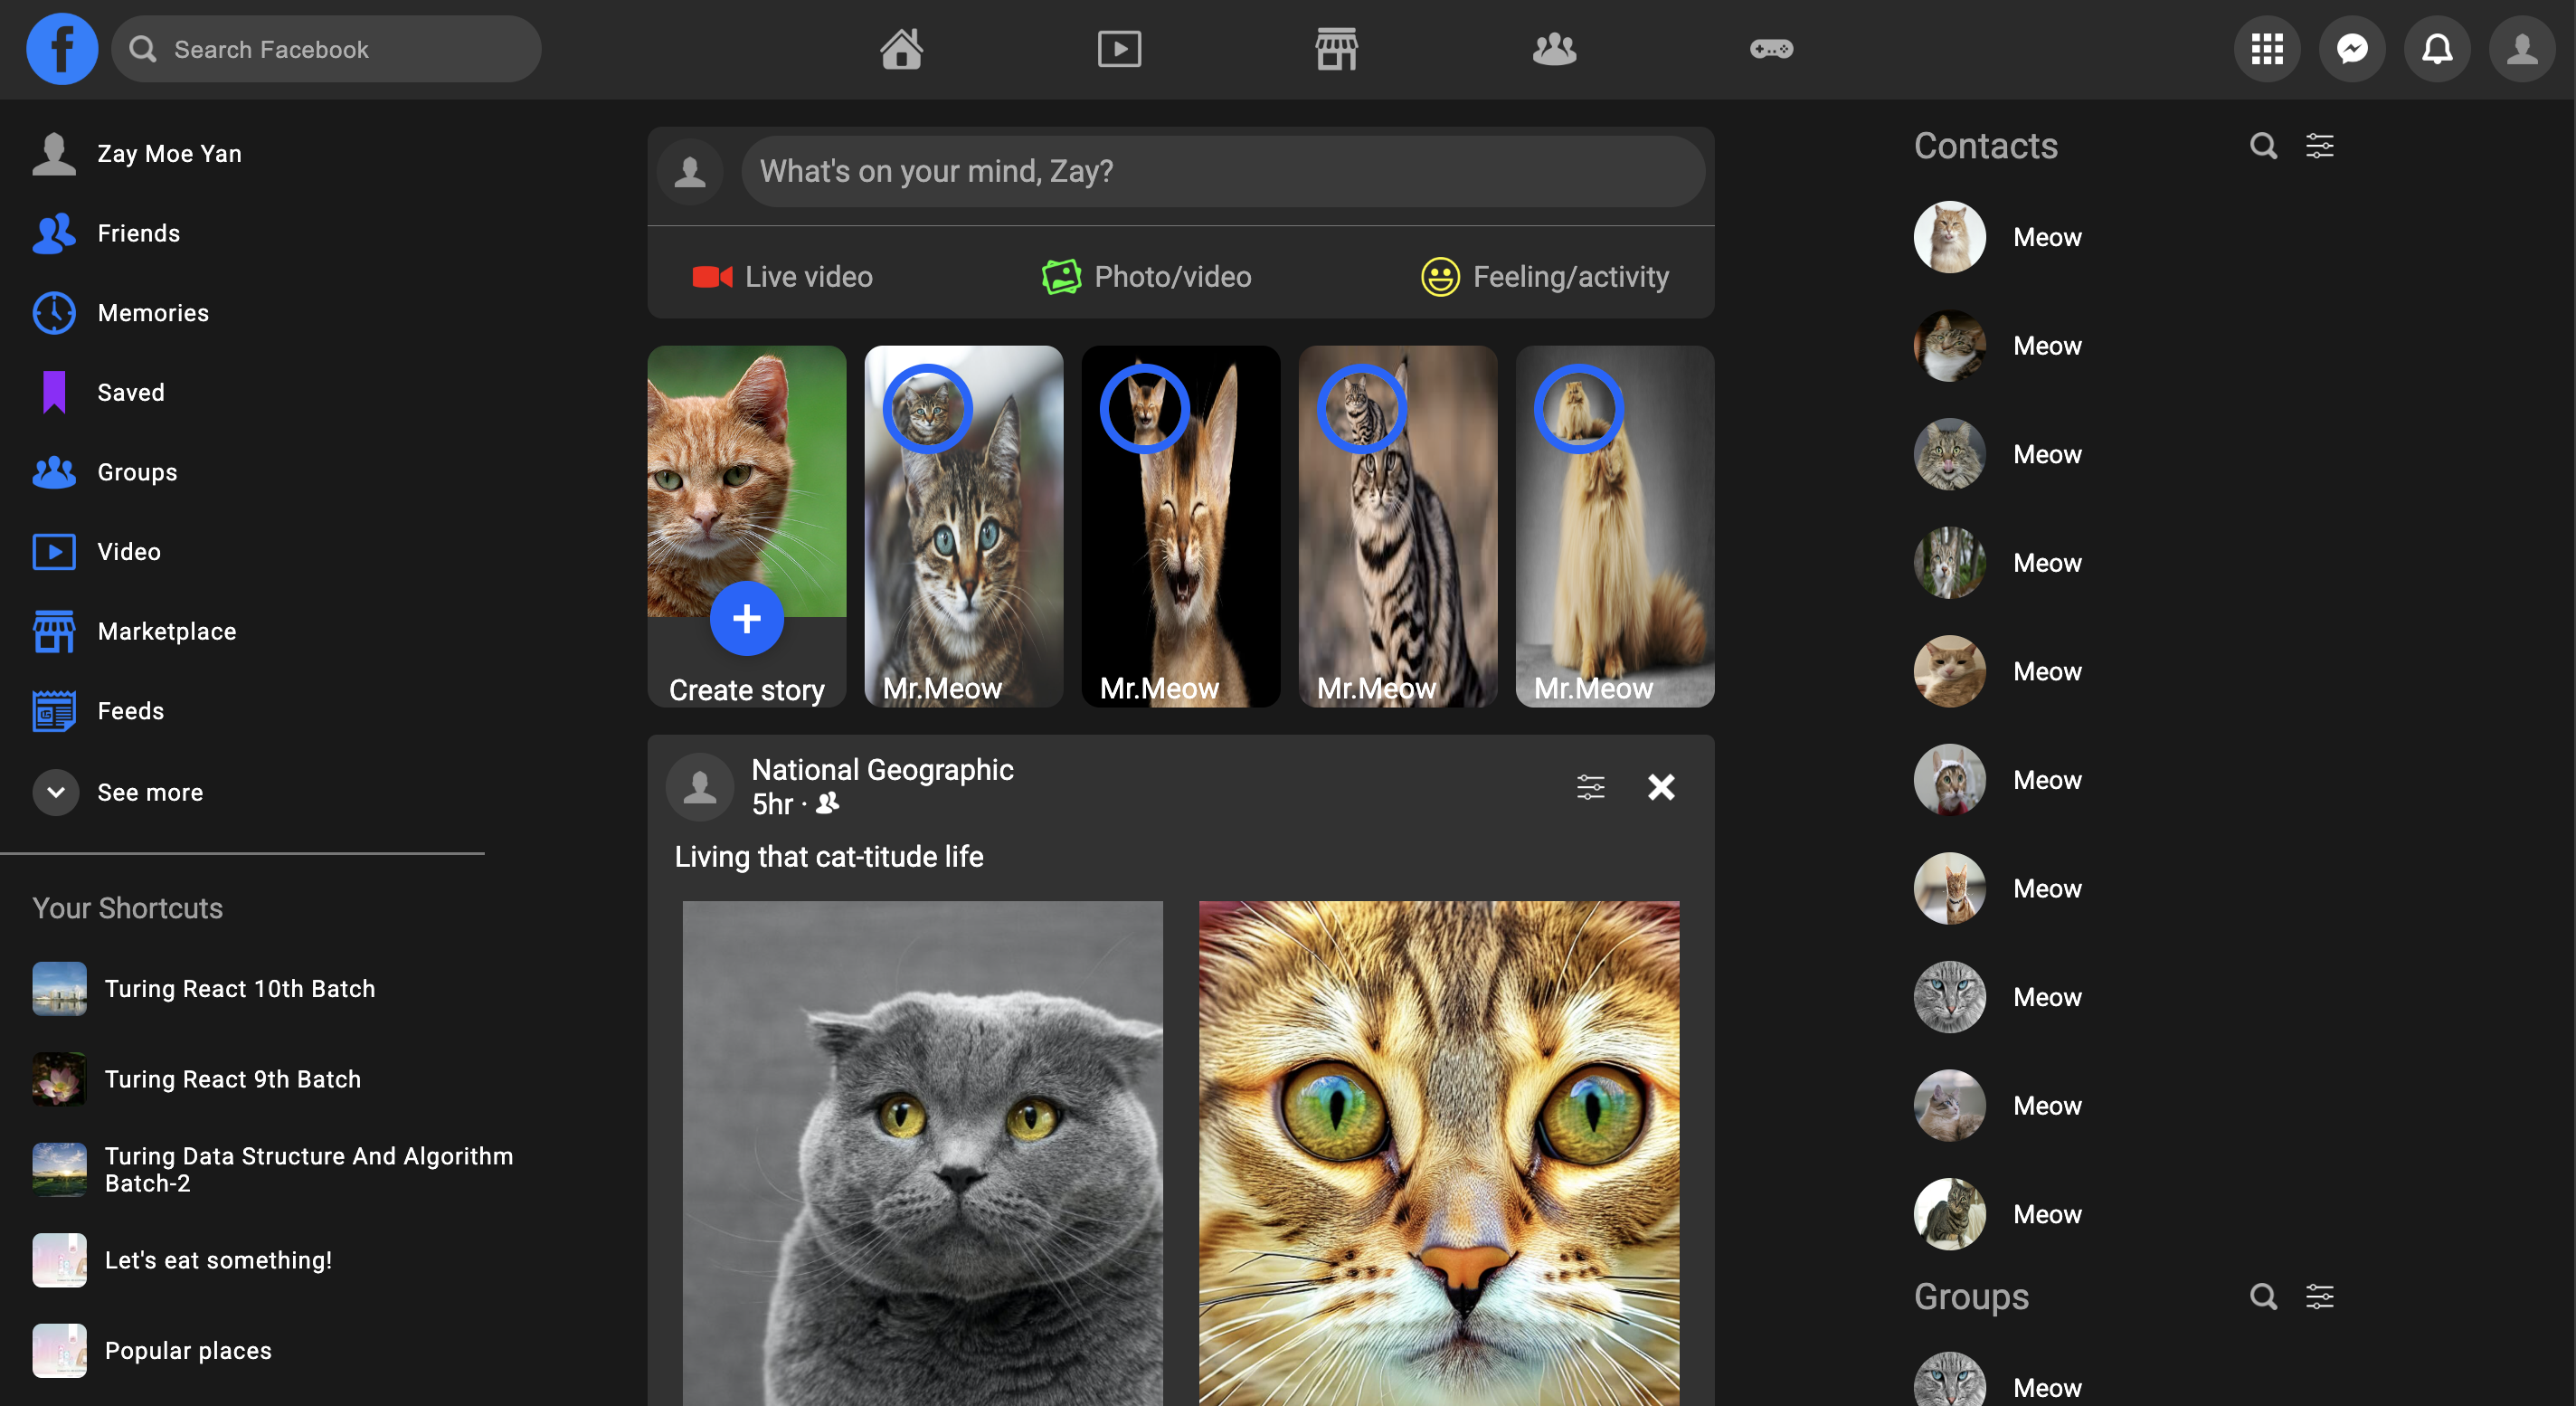 Search Facebook
Zay Moe Yan
Friends
Memories
Saved
Groups
Video
Marketplace
Feeds
See more
Your Shortcuts
Turing React 10th Batch
Turing React 9th Batch
Turing Data Structure And Algorithm
Batch-2
Let's eat something!
Popular places
What's on your mind, Zay?
Live video
Photo/video
Feeling/activity
Create story
Mr.Meow
Mr.Meow
Mr.Meow
Mr.Meow
National Geographic
5hr ·
Living that cat-titude life
Contacts
Meow
Meow
Meow
Meow
Meow
Meow
Meow
Meow
Meow
Meow
Groups
Meow